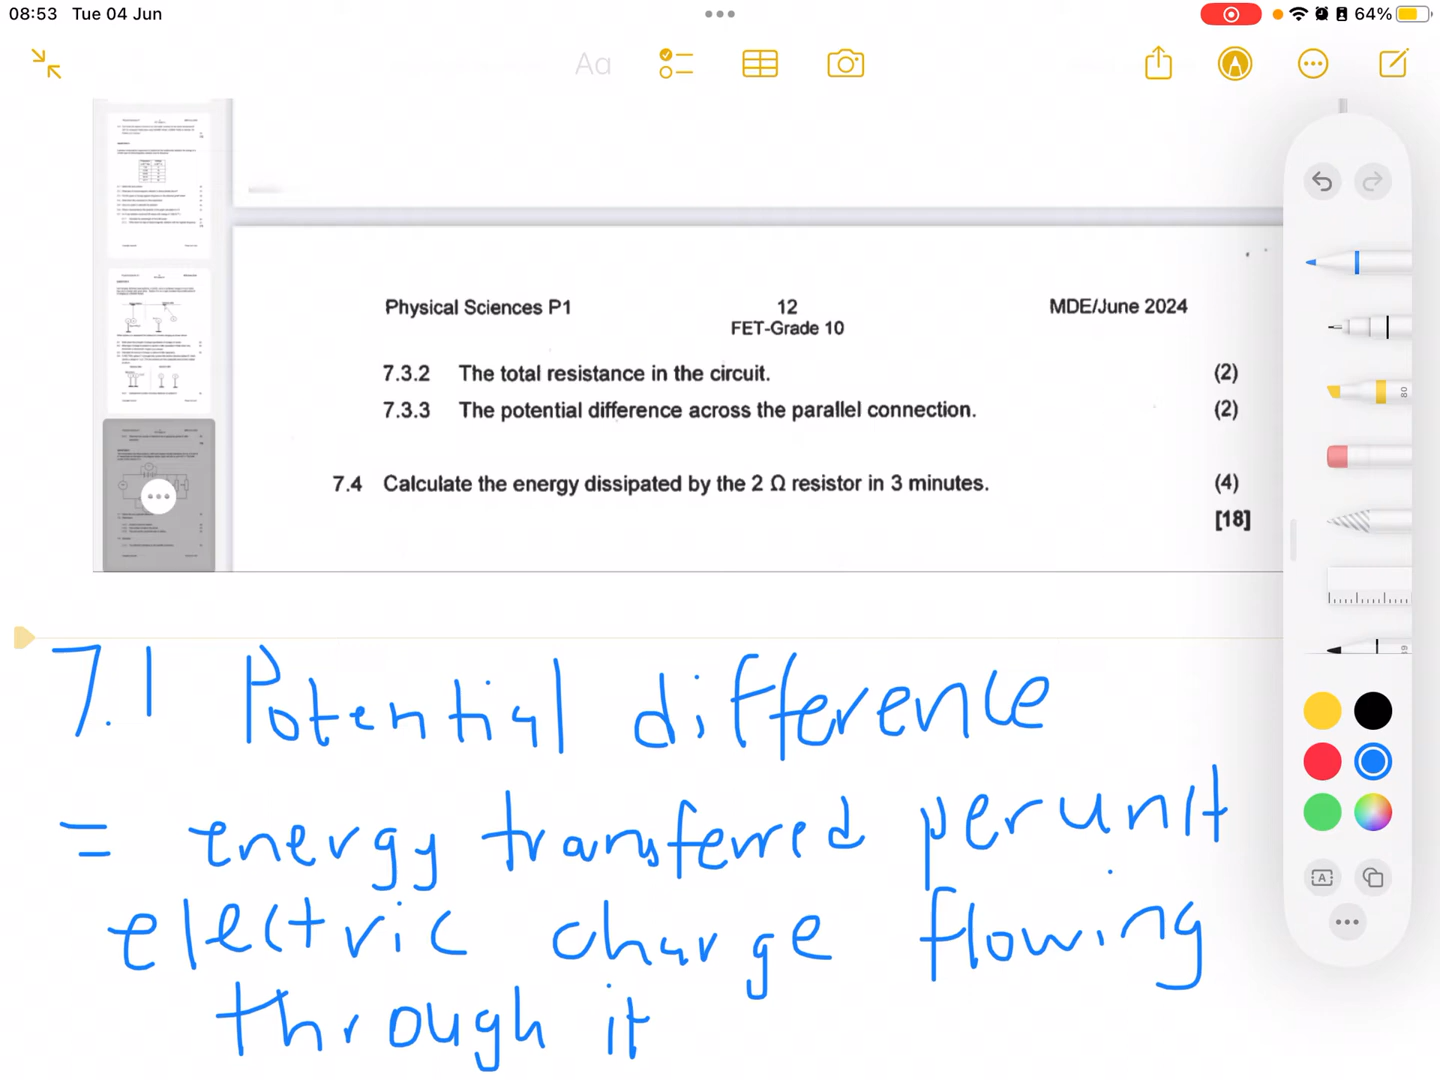 08:53 Tue 04 Jun
64%
Aa
Physical Sciences P1 12 MDE/June 2024
FET-Grade 10
7.3.2 The total resistance in the circuit. (2)
7.3.3 The potential difference across the parallel connection. (2)
7.4 Calculate the energy dissipated by the 2 Ω resistor in 3 minutes. (4)
[18]
80
A
7.1 Potential difference
= energy transferred per unit
electric charge flowing
through it